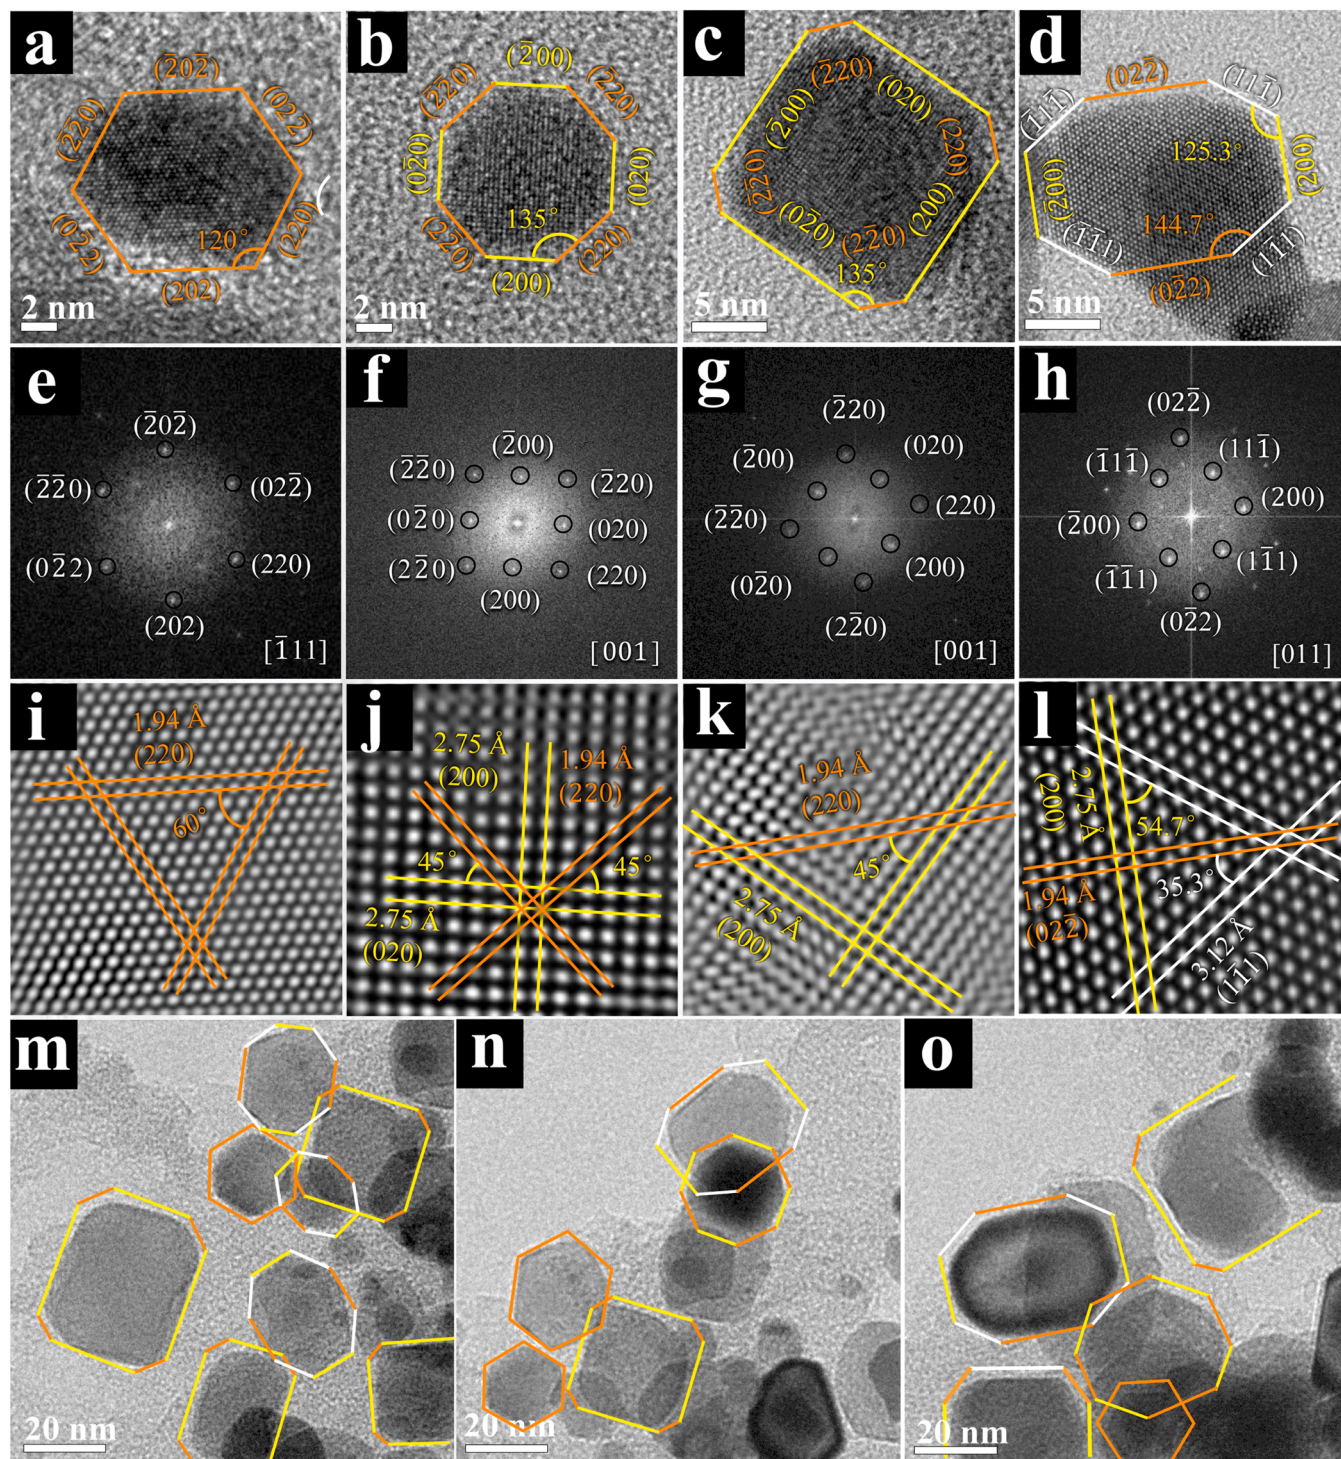 a
(2̅02̅)
(2̅2̅0)
(022̅)
(02̅2)
120°
(220)
(202)
2 nm
b
(2̅00)
(2̅2̅0)
(2̅20)
(02̅0)
(020)
135°
(22̅0)
(220)
(200)
2 nm
c
(2̅20)
(020)
(2̅00)
(220)
(2̅2̅0)
(02̅0)
(200)
(22̅0)
135°
5 nm
d
(022̅)
(111̅)
(1̅11̅)
125.3°
(200)
(2̅00)
144.7°
(1̅1̅1)
(11̅1)
(02̅2)
5 nm
e
(2̅02̅)
(2̅2̅0)
(022̅)
(02̅2)
(220)
(202)
[1̅11]
f
(2̅00)
(2̅2̅0)
(2̅20)
(02̅0)
(020)
(22̅0)
(220)
(200)
[001]
g
(2̅20)
(2̅00)
(020)
(2̅2̅0)
(220)
(02̅0)
(200)
(22̅0)
[001]
h
(022̅)
(1̅11̅)
(111̅)
(2̅00)
(200)
(1̅1̅1)
(11̅1)
(02̅2)
[011]
i
1.94 Å
(220)
60°
j
2.75 Å
(200)
1.94 Å
(220)
45°
45°
2.75 Å
(020)
k
1.94 Å
(220)
45°
2.75 Å
(200)
l
2.75 Å
(200)
54.7°
1.94 Å
(022̅)
35.3°
3.12 Å
(11̅1)
m
20 nm
n
20 nm
o
20 nm